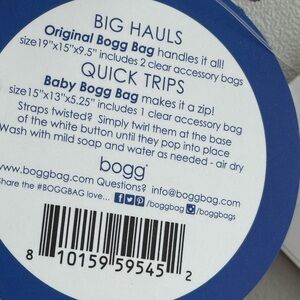 BIG HAULS
Original Bogg Bag handles it all!
size19"x15"x9.5" includes 2 clear accessory bags
QUICK TRIPS
Baby Bogg Bag makes it a zip!
size15"x13"x5.25" includes 1 clear accessory bag
Straps twisted? Simply twirl them at the base
of the white button until they pop into place
Wash with mild soap and water as needed - air dry
bogg
www.boggbag.com Questions? info@boggbag.com
Share the #BOGGBAG love... /boggbag /boggbags
8 10159 59545 2